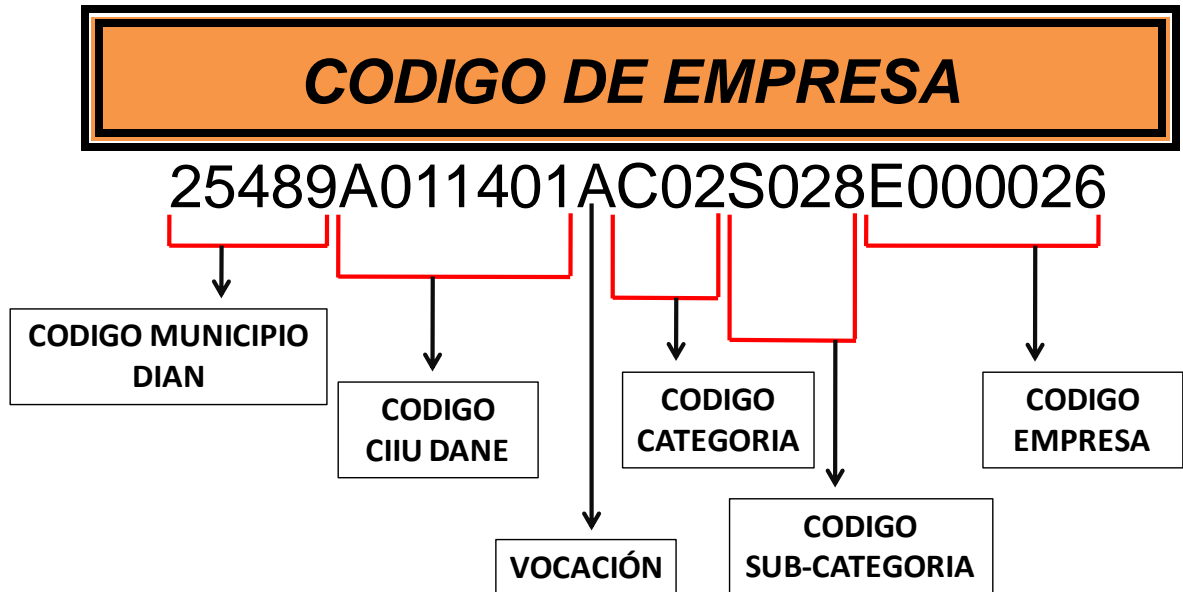 CODIGO DE EMPRESA
25489A011401AC02S028E000026
CODIGO MUNICIPIO
DIAN
CODIGO
CIIU DANE
VOCACIÓN
CODIGO
CATEGORIA
CODIGO
SUB-CATEGORIA
CODIGO
EMPRESA